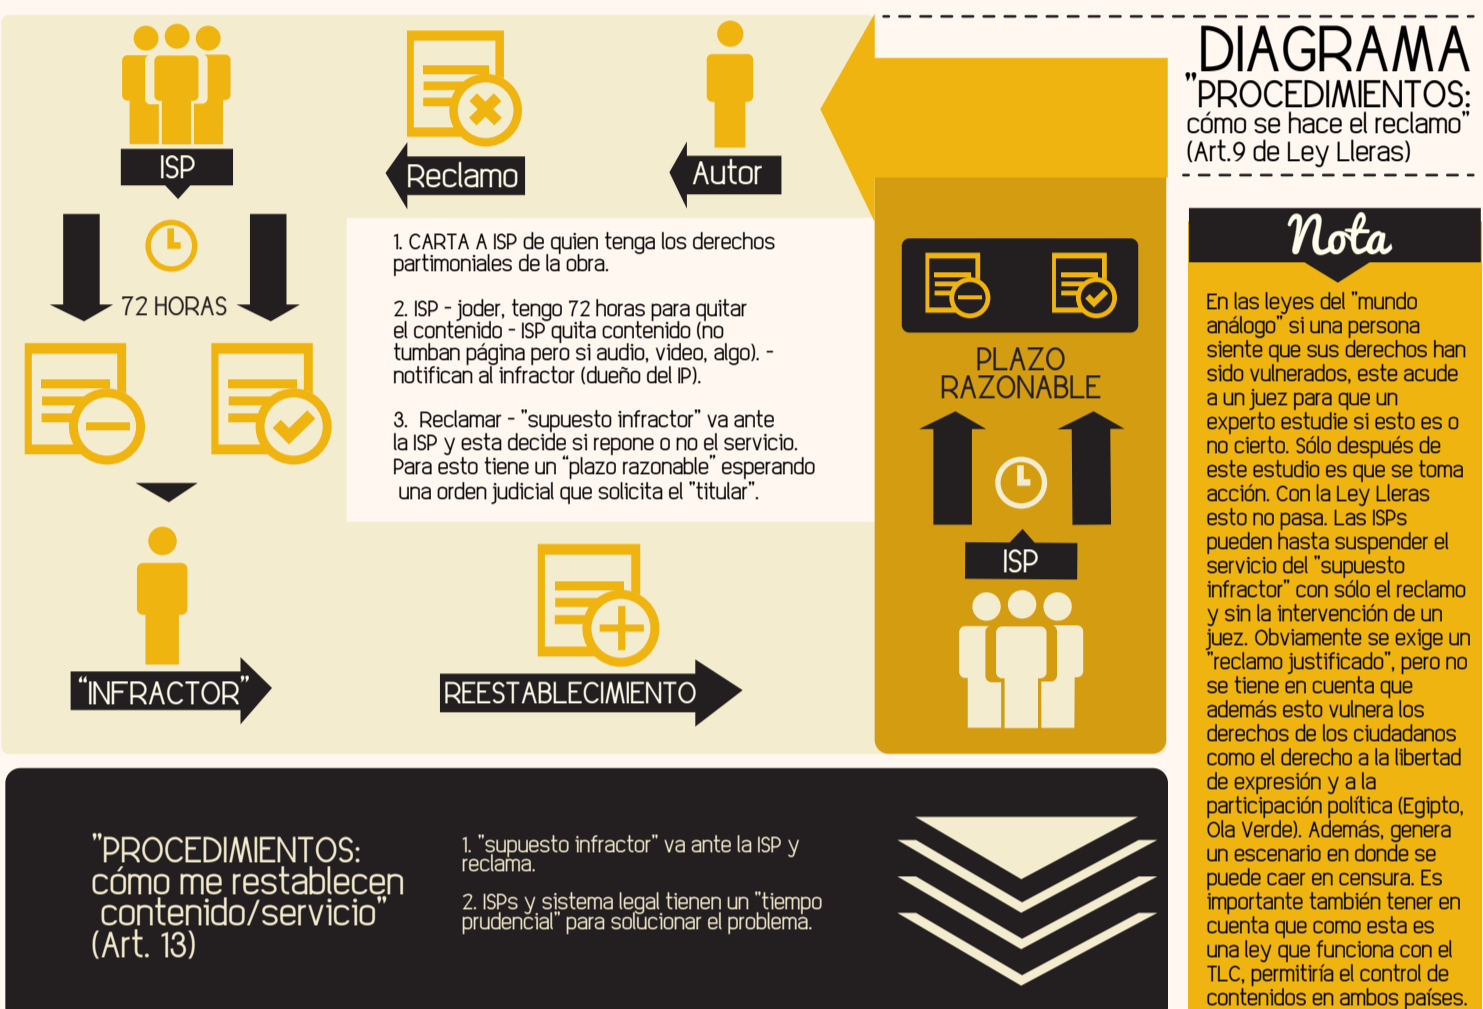 DIAGRAMA
"PROCEDIMIENTOS:
cómo se hace el reclamo"
(Art.9 de Ley Lleras)
ISP
Reclamo
Autor
72 HORAS
1. CARTA A ISP de quien tenga los derechos
partimoniales de la obra.
2. ISP - joder, tengo 72 horas para quitar
el contenido - ISP quita contenido (no
tumban página pero si audio, video, algo). -
notifican al infractor (dueño del IP).
3. Reclamar - "supuesto infractor" va ante
la ISP y esta decide si repone o no el servicio.
Para esto tiene un "plazo razonable" esperando
una orden judicial que solicita el "titular".
"INFRACTOR"
REESTABLECIMIENTO
PLAZO
RAZONABLE
ISP
Nota
En las leyes del "mundo
análogo" si una persona
siente que sus derechos han
sido vulnerados, este acude
a un juez para que un
experto estudie si esto es o
no cierto. Sólo después de
este estudio es que se toma
acción. Con la Ley Lleras
esto no pasa. Las ISPs
pueden hasta suspender el
servicio del "supuesto
infractor" con sólo el reclamo
y sin la intervención de un
juez. Obviamente se exige un
"reclamo justificado", pero no
se tiene en cuenta que
además esto vulnera los
derechos de los ciudadanos
como el derecho a la libertad
de expresión y a la
participación política (Egipto,
Ola Verde). Además, genera
un escenario en donde se
puede caer en censura. Es
importante también tener en
cuenta que como esta es
una ley que funciona con el
TLC, permitiría el control de
contenidos en ambos países.
"PROCEDIMIENTOS:
cómo me restablecen
contenido/servicio"
(Art. 13)
1. "supuesto infractor" va ante la ISP y
reclama.
2. ISPs y sistema legal tienen un "tiempo
prudencial" para solucionar el problema.